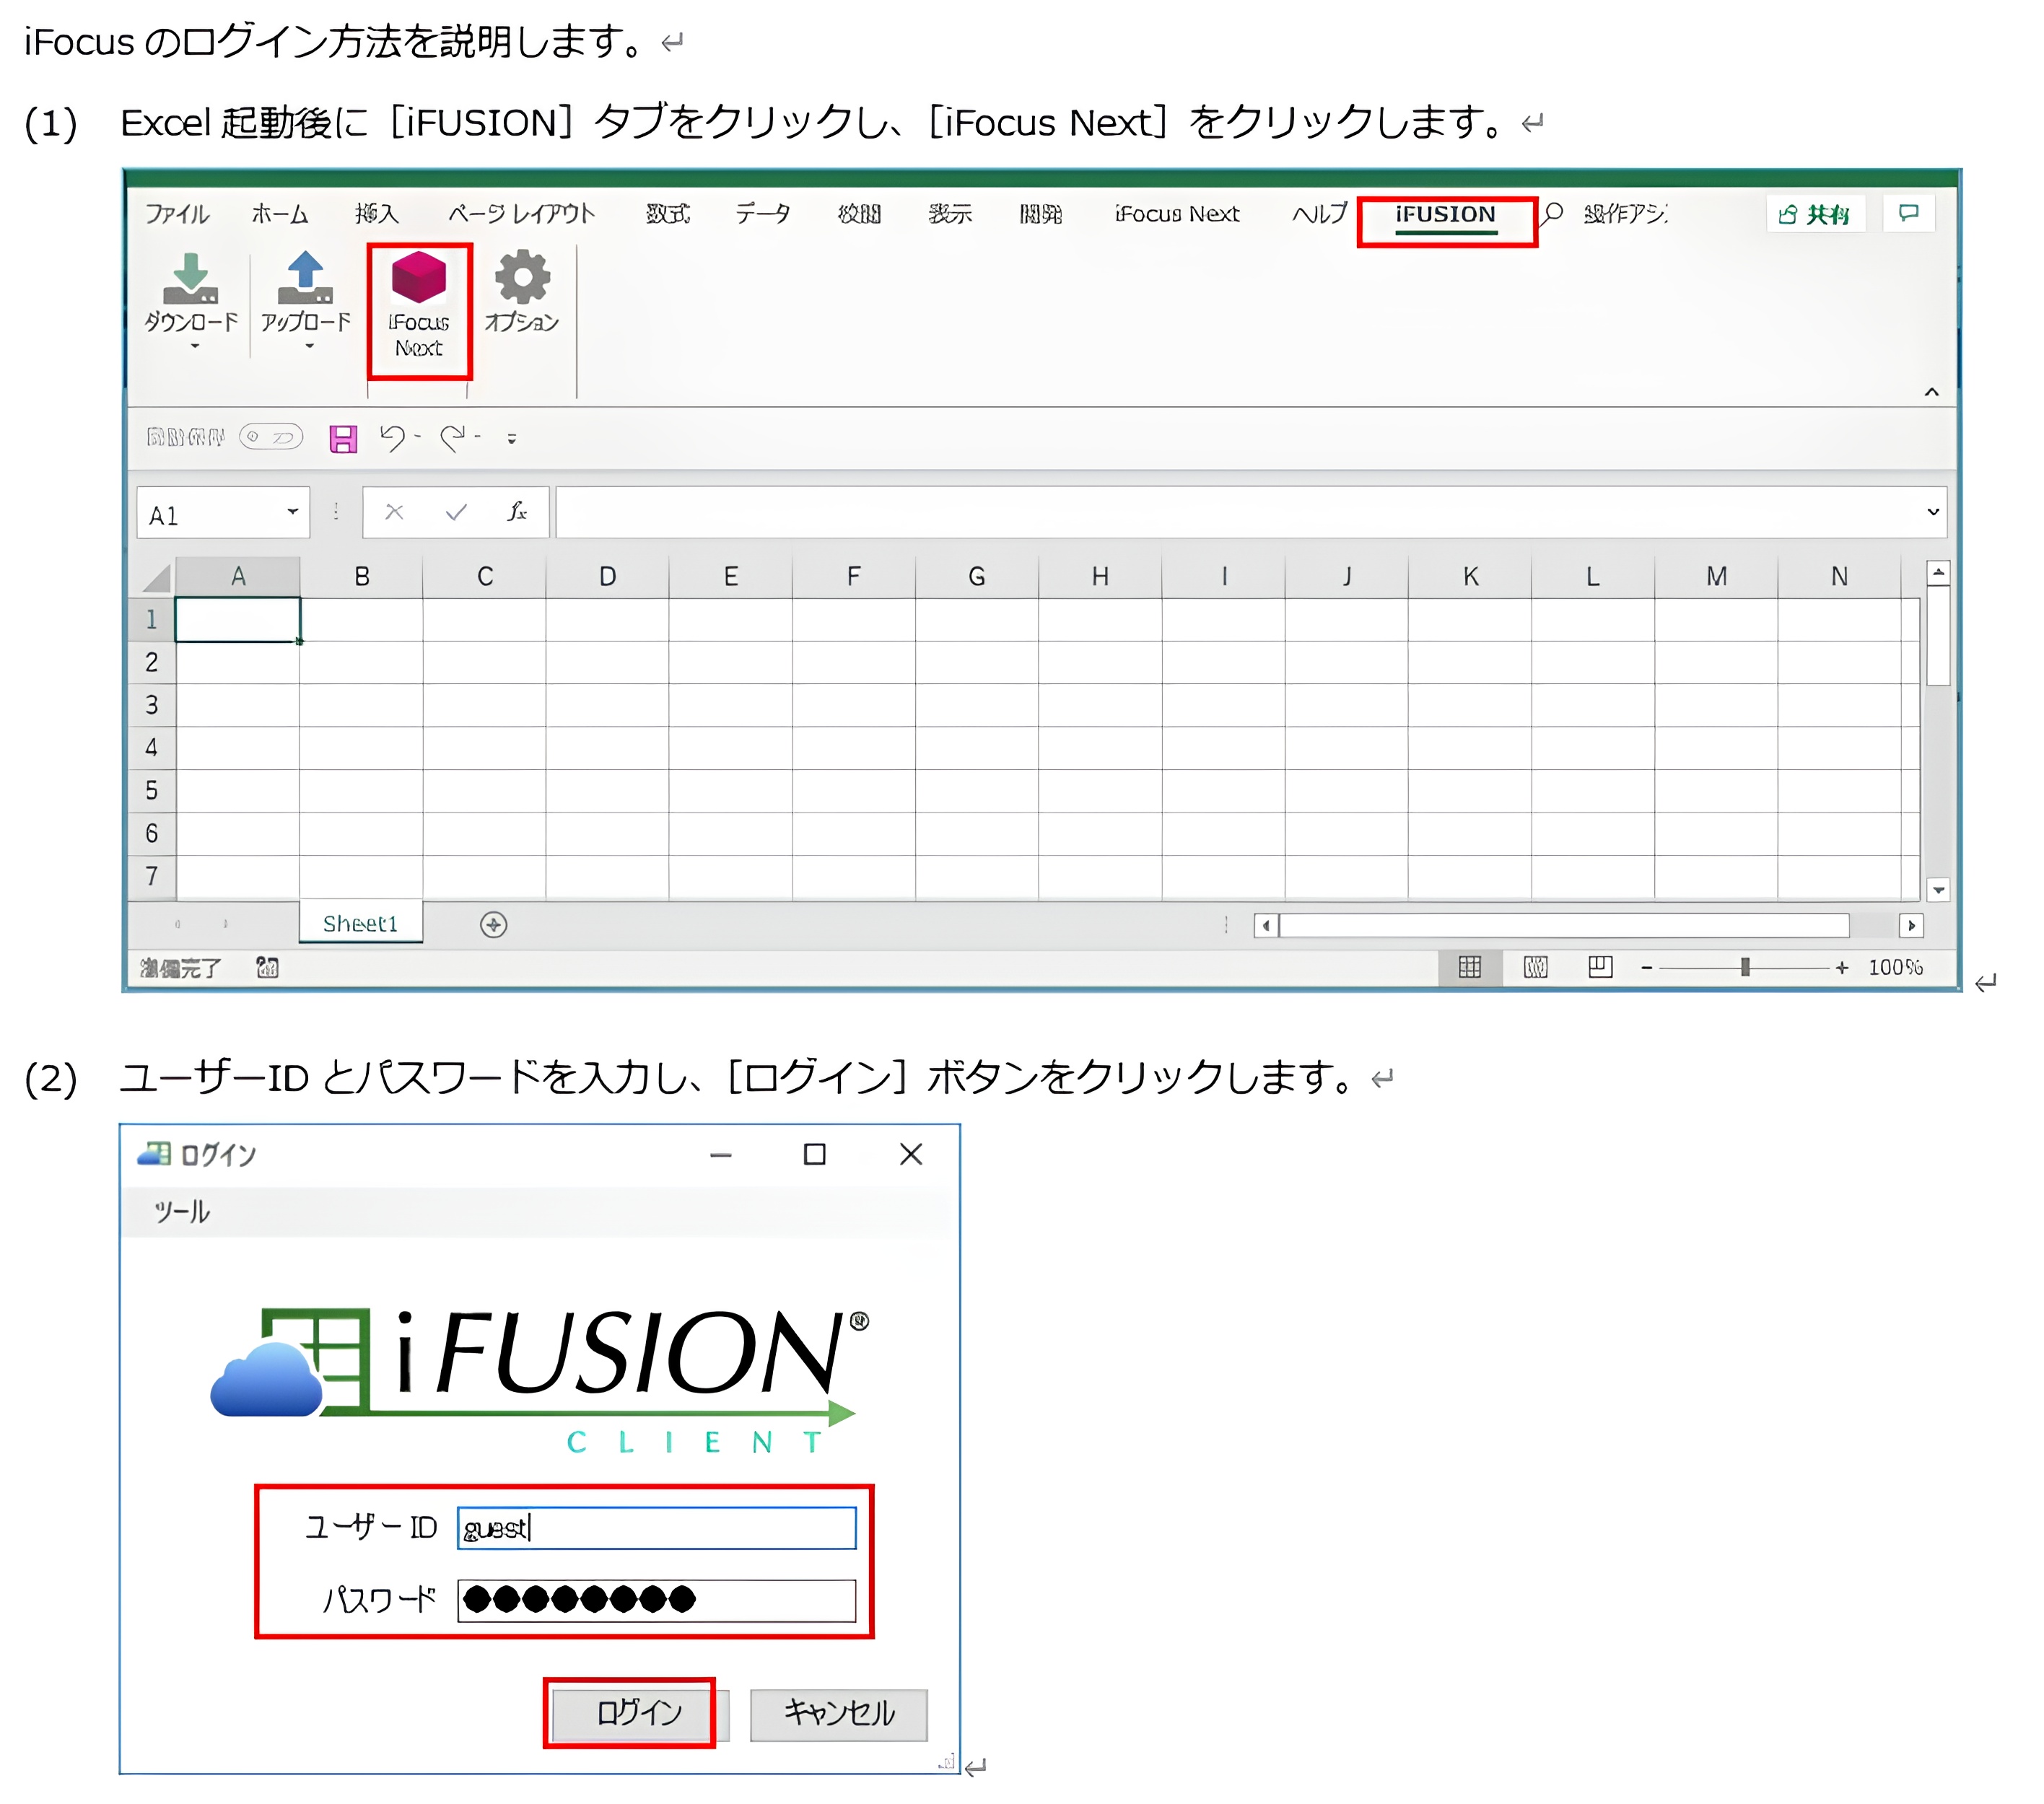 iFocus のログイン方法を説明します。
(1) Excel 起動後に［iFUSION］タブをクリックし、［iFocus Next］をクリックします。
ファイル ホーム 挿入 ページ レイアウト 数式 データ 校閲 表示 開発 iFocus Next ヘルプ iFUSION 操作アシ 共有
ダウンロード アップロード iFocus オプション
Next
A1 fx
A B C D E F G H I J K L M N
1
2
3
4
5
6
7
Sheet1
準備完了 100%
(2) ユーザーID とパスワードを入力し、［ログイン］ボタンをクリックします。
ログイン
ツール
iFUSION®
CLIENT
ユーザー ID guest
パスワード ●●●●●●●●
ログイン キャンセル